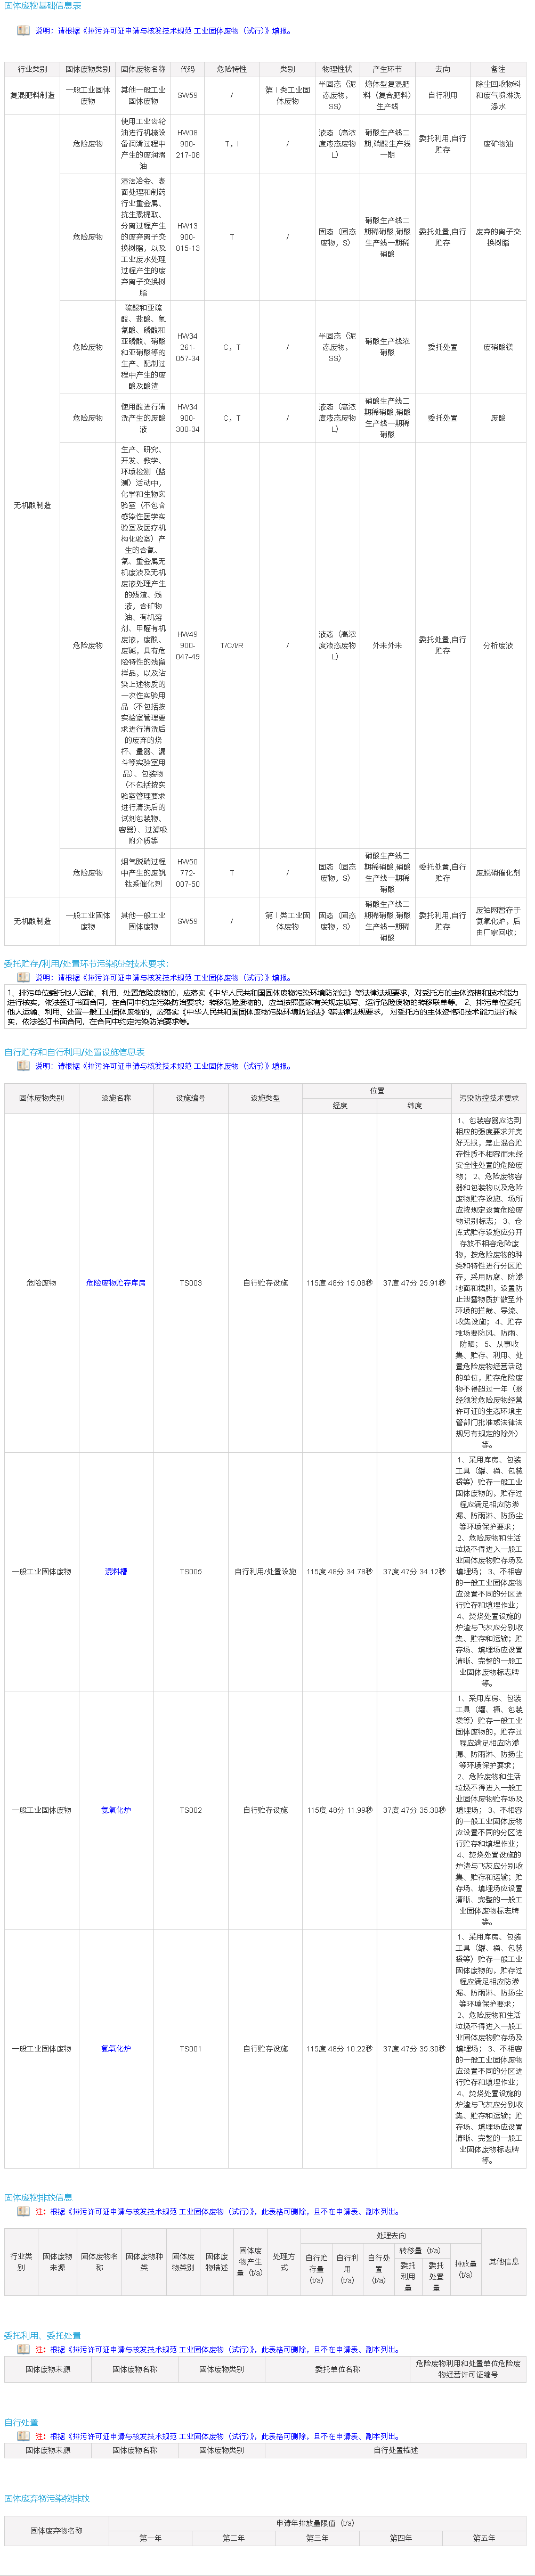 固体废物基础信息表
说明：请根据《排污许可证申请与核发技术规范 工业固体废物（试行）》填报。
行业类别 固体废物类别 固体废物名称 代码 危险特性 类别 物理性状 产生环节 去向 备注
复混肥料制造 一般工业固体废物 其他一般工业固体废物 SW59 / 第Ⅰ类工业固体废物 半固态（泥态废物，SS） 熔体型复混肥料（复合肥料）生产线 自行利用 除尘回收物料和废气喷淋洗涤水
无机酸制造
危险废物 使用工业齿轮油进行机械设备润滑过程中产生的废润滑油 HW08 900-217-08 T，I / 液态（高浓度液态废物L） 硝酸生产线二期,硝酸生产线一期 委托利用,自行贮存 废矿物油
危险废物 湿法冶金、表面处理和制药行业重金属、抗生素提取、分离过程产生的废弃离子交换树脂，以及工业废水处理过程产生的废弃离子交换树脂 HW13 900-015-13 T / 固态（固态废物，S） 硝酸生产线二期稀硝酸,硝酸生产线一期稀硝酸 委托处置,自行贮存 废弃的离子交换树脂
危险废物 硫酸和亚硫酸、盐酸、氢氟酸、磷酸和亚磷酸、硝酸和亚硝酸等的生产、配制过程中产生的废酸及酸渣 HW34 261-057-34 C，T / 半固态（泥态废物，SS） 硝酸生产线浓硝酸 委托处置 废硝酸镁
危险废物 使用酸进行清洗产生的废酸液 HW34 900-300-34 C，T / 液态（高浓度液态废物L） 硝酸生产线二期稀硝酸,硝酸生产线一期稀硝酸 委托处置 废酸
危险废物 生产、研究、开发、教学、环境检测（监测）活动中，化学和生物实验室（不包含感染性医学实验室及医疗机构化验室）产生的含氰、氟、重金属无机废液及无机废液处理产生的残渣、残液，含矿物油、有机溶剂、甲醛有机废液，废酸、废碱，具有危险特性的残留样品，以及沾染上述物质的一次性实验用品（不包括按实验室管理要求进行清洗后的废弃的烧杯、量器、漏斗等实验室用品）、包装物（不包括按实验室管理要求进行清洗后的试剂包装物、容器）、过滤吸附介质等 HW49 900-047-49 T/C/I/R / 液态（高浓度液态废物L） 外来外来 委托处置,自行贮存 分析废液
危险废物 烟气脱硝过程中产生的废钒钛系催化剂 HW50 772-007-50 T / 固态（固态废物，S） 硝酸生产线二期稀硝酸,硝酸生产线一期稀硝酸 委托处置,自行贮存 废脱硝催化剂
无机酸制造 一般工业固体废物 其他一般工业固体废物 SW59 / 第Ⅰ类工业固体废物 固态（固态废物，S） 硝酸生产线二期稀硝酸,硝酸生产线一期稀硝酸 委托利用,自行贮存 废铂网暂存于氨氧化炉，后由厂家回收；
委托贮存/利用/处置环节污染防控技术要求：
说明：请根据《排污许可证申请与核发技术规范 工业固体废物（试行）》填报。
1、排污单位委托他人运输、利用、处置危险废物的，应落实《中华人民共和国固体废物污染环境防治法》等法律法规要求，对受托方的主体资格和技术能力
进行核实，依法签订书面合同，在合同中约定污染防治要求；转移危险废物的，应当按照国家有关规定填写、运行危险废物的转移联单等。 2、排污单位委托
他人运输、利用、处置一般工业固体废物的，应落实《中华人民共和国固体废物污染环境防治法》等法律法规要求， 对受托方的主体资格和技术能力进行核
实，依法签订书面合同，在合同中约定污染防治要求等。
自行贮存和自行利用/处置设施信息表
说明：请根据《排污许可证申请与核发技术规范 工业固体废物（试行）》填报。
固体废物类别 设施名称 设施编号 设施类型 位置 污染防控技术要求
经度 纬度
危险废物 危险废物贮存库房 TS003 自行贮存设施 115度 48分 15.08秒 37度 47分 25.91秒 1、包装容器应达到相应的强度要求并完好无损，禁止混合贮存性质不相容而未经安全性处置的危险废物； 2、危险废物容器和包装物以及危险废物贮存设施、场所应按规定设置危险废物识别标志； 3、仓库式贮存设施应分开存放不相容危险废物，按危险废物的种类和特性进行分区贮存，采用防腐、防渗地面和裙脚，设置防止泄露物质扩散至外环境的拦截、导流、收集设施； 4、贮存堆场要防风、防雨、防晒； 5、从事收集、贮存、利用、处置危险废物经营活动的单位，贮存危险废物不得超过一年（报经颁发危险废物经营许可证的生态环境主管部门批准或法律法规另有规定的除外）等。
一般工业固体废物 混料槽 TS005 自行利用/处置设施 115度 48分 34.78秒 37度 47分 34.12秒 1、采用库房、包装工具（罐、桶、包装袋等）贮存一般工业固体废物的，贮存过程应满足相应防渗漏、防雨淋、防扬尘等环境保护要求； 2、危险废物和生活垃圾不得进入一般工业固体废物贮存场及填埋场； 3、不相容的一般工业固体废物应设置不同的分区进行贮存和填埋作业； 4、焚烧处置设施的炉渣与飞灰应分别收集、贮存和运输；贮存场、填埋场应设置清晰、完整的一般工业固体废物标志牌等。
一般工业固体废物 氨氧化炉 TS002 自行贮存设施 115度 48分 11.99秒 37度 47分 35.30秒 1、采用库房、包装工具（罐、桶、包装袋等）贮存一般工业固体废物的，贮存过程应满足相应防渗漏、防雨淋、防扬尘等环境保护要求； 2、危险废物和生活垃圾不得进入一般工业固体废物贮存场及填埋场； 3、不相容的一般工业固体废物应设置不同的分区进行贮存和填埋作业； 4、焚烧处置设施的炉渣与飞灰应分别收集、贮存和运输；贮存场、填埋场应设置清晰、完整的一般工业固体废物标志牌等。
一般工业固体废物 氨氧化炉 TS001 自行贮存设施 115度 48分 10.22秒 37度 47分 35.30秒 1、采用库房、包装工具（罐、桶、包装袋等）贮存一般工业固体废物的，贮存过程应满足相应防渗漏、防雨淋、防扬尘等环境保护要求； 2、危险废物和生活垃圾不得进入一般工业固体废物贮存场及填埋场； 3、不相容的一般工业固体废物应设置不同的分区进行贮存和填埋作业； 4、焚烧处置设施的炉渣与飞灰应分别收集、贮存和运输；贮存场、填埋场应设置清晰、完整的一般工业固体废物标志牌等。
固体废物排放信息
注：根据《排污许可证申请与核发技术规范 工业固体废物（试行）》，此表格可删除，且不在申请表、副本列出。
行业类别 固体废物来源 固体废物名称 固体废物种类 固体废物类别 固体废物描述 固体废物产生量（t/a） 处理方式 处理去向 其他信息
自行贮存量（t/a） 自行利用（t/a） 自行处置（t/a） 转移量（t/a） 排放量（t/a）
委托利用量 委托处置量
委托利用、委托处置
注：根据《排污许可证申请与核发技术规范 工业固体废物（试行）》，此表格可删除，且不在申请表、副本列出。
固体废物来源 固体废物名称 固体废物类别 委托单位名称 危险废物利用和处置单位危险废物经营许可证编号
自行处置
注：根据《排污许可证申请与核发技术规范 工业固体废物（试行）》，此表格可删除，且不在申请表、副本列出。
固体废物来源 固体废物名称 固体废物类别 自行处置描述
固体废弃物污染物排放
固体废弃物名称 申请年排放量限值（t/a）
第一年 第二年 第三年 第四年 第五年